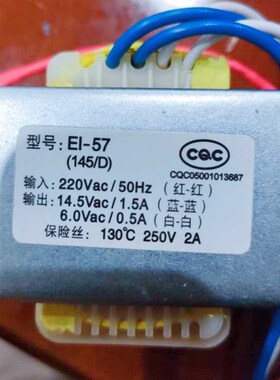 型号: EI-57
(145/D)
CQC
CQC05001013687
输入: 220Vac/50Hz (红-红)
输出: 14.5Vac/1.5A (蓝-蓝)
6.0Vac/0.5A (白-白)
保险丝: 130℃ 250V 2A